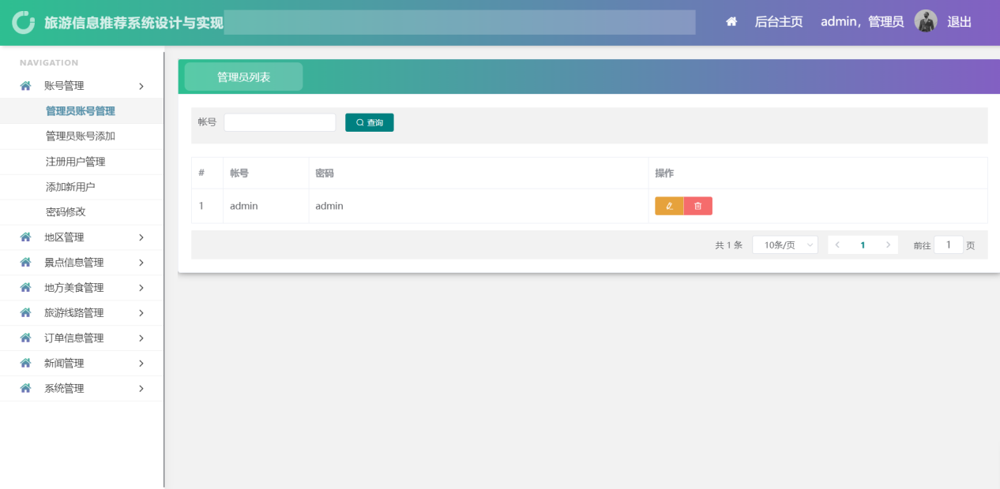 旅游信息推荐系统设计与实现
后台主页 admin，管理员 退出
NAVIGATION
账号管理
管理员账号管理
管理员账号添加
注册用户管理
添加新用户
密码修改
地区管理
景点信息管理
地方美食管理
旅游线路管理
订单信息管理
新闻管理
系统管理
管理员列表
帐号 查询
# 帐号 密码 操作
1 admin admin
共 1 条 10条/页 1 前往 1 页